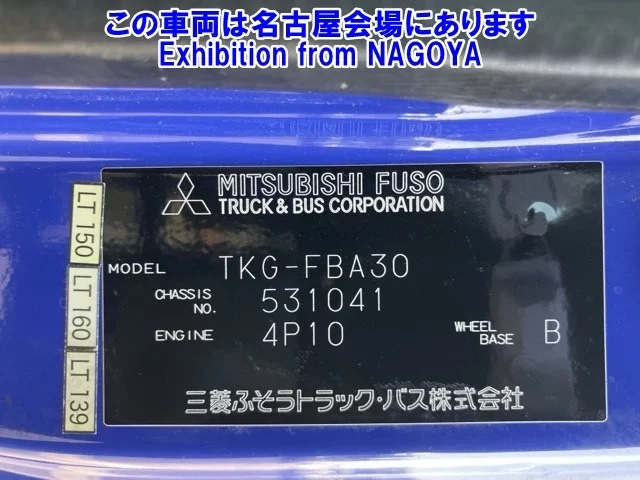 この車両は名古屋会場にあります
Exhibition from NAGOYA
MITSUBISHI FUSO
TRUCK & BUS CORPORATION
MODEL TKG-FBA30
CHASSIS NO. 531041
ENGINE 4P10
WHEEL BASE B
三菱ふそうトラック・バス株式会社
LT 150
LT 160
LT 139